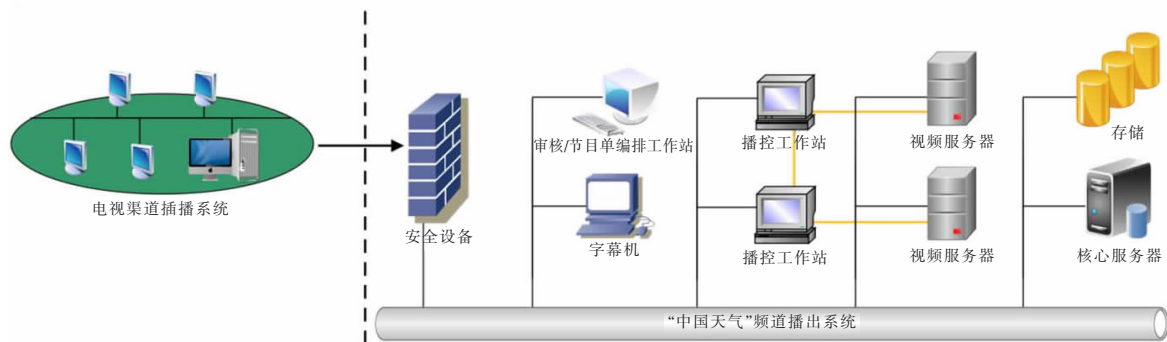 电视渠道插播系统
安全设备
审核/节目单编排工作站
字幕机
播控工作站
播控工作站
视频服务器
视频服务器
存储
核心服务器
“中国天气”频道播出系统